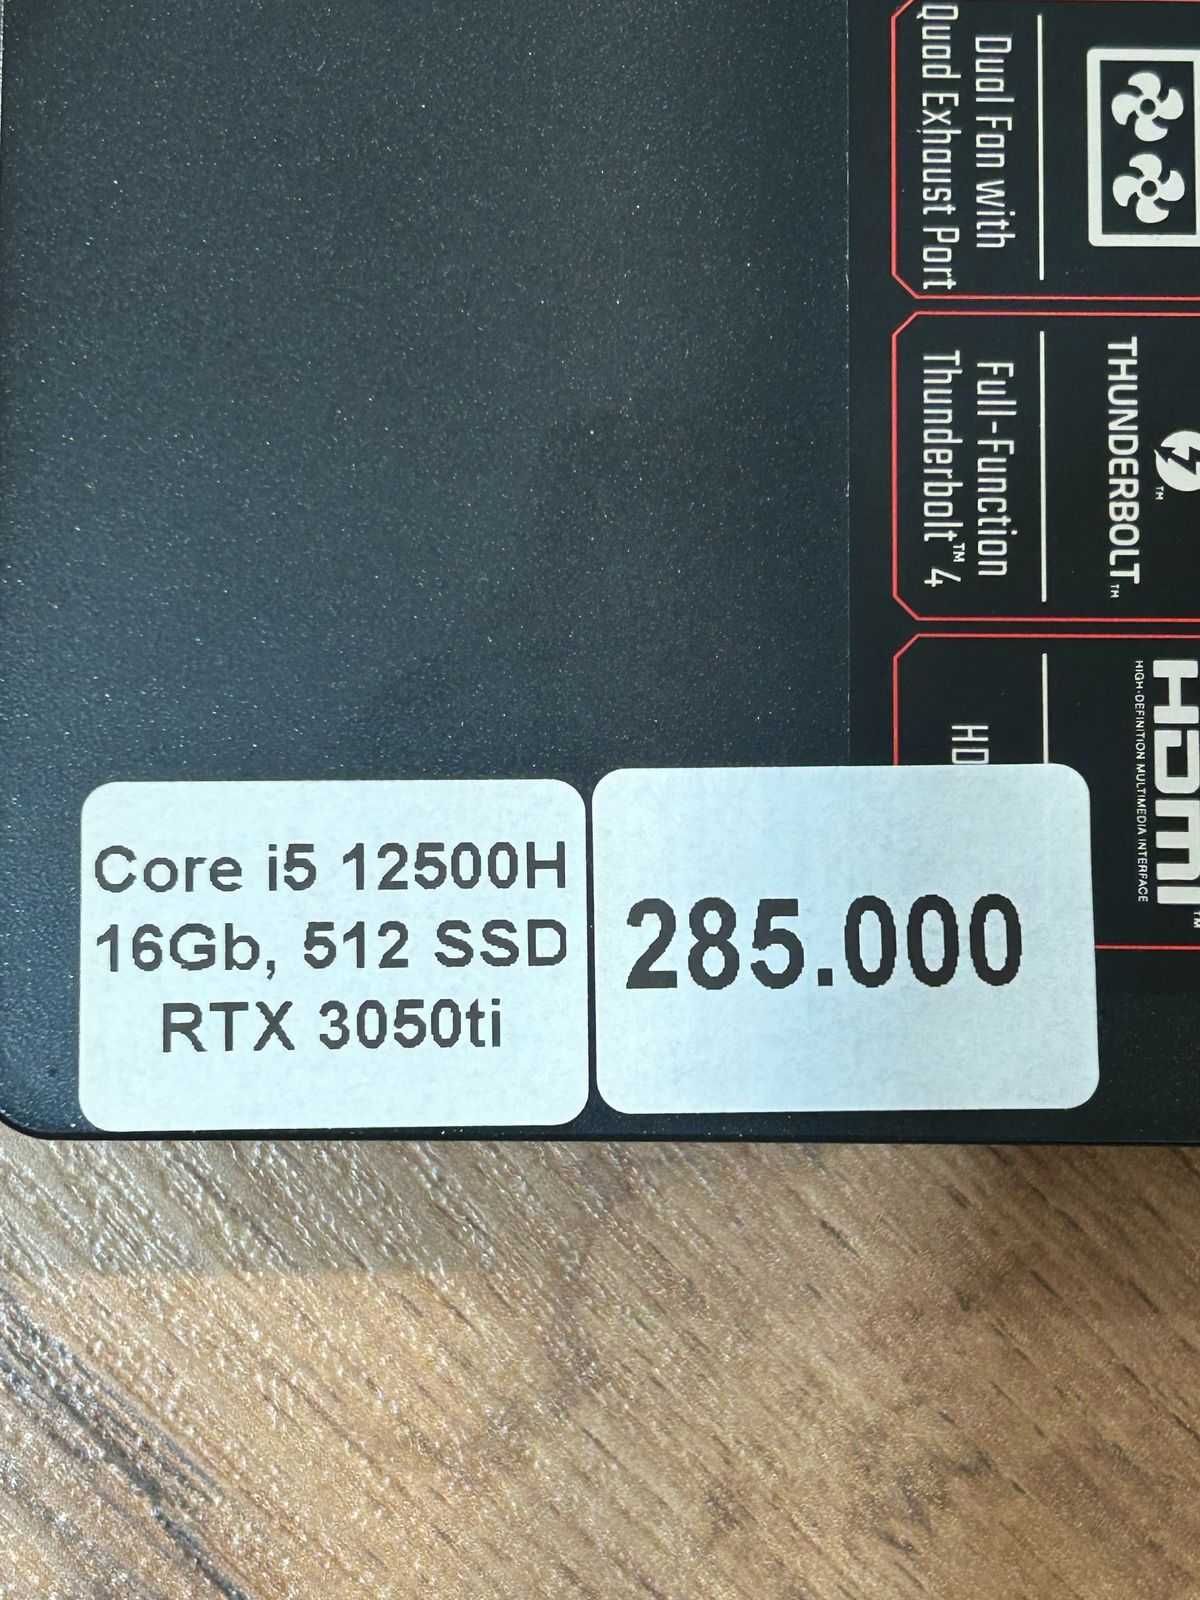 Dual Fan with
Quad Exhaust Port
THUNDERBOLT™
Full-Function
Thunderbolt™ 4
HDMI™
HIGH-DEFINITION MULTIMEDIA INTERFACE
Core i5 12500H
16Gb, 512 SSD
RTX 3050ti
285.000